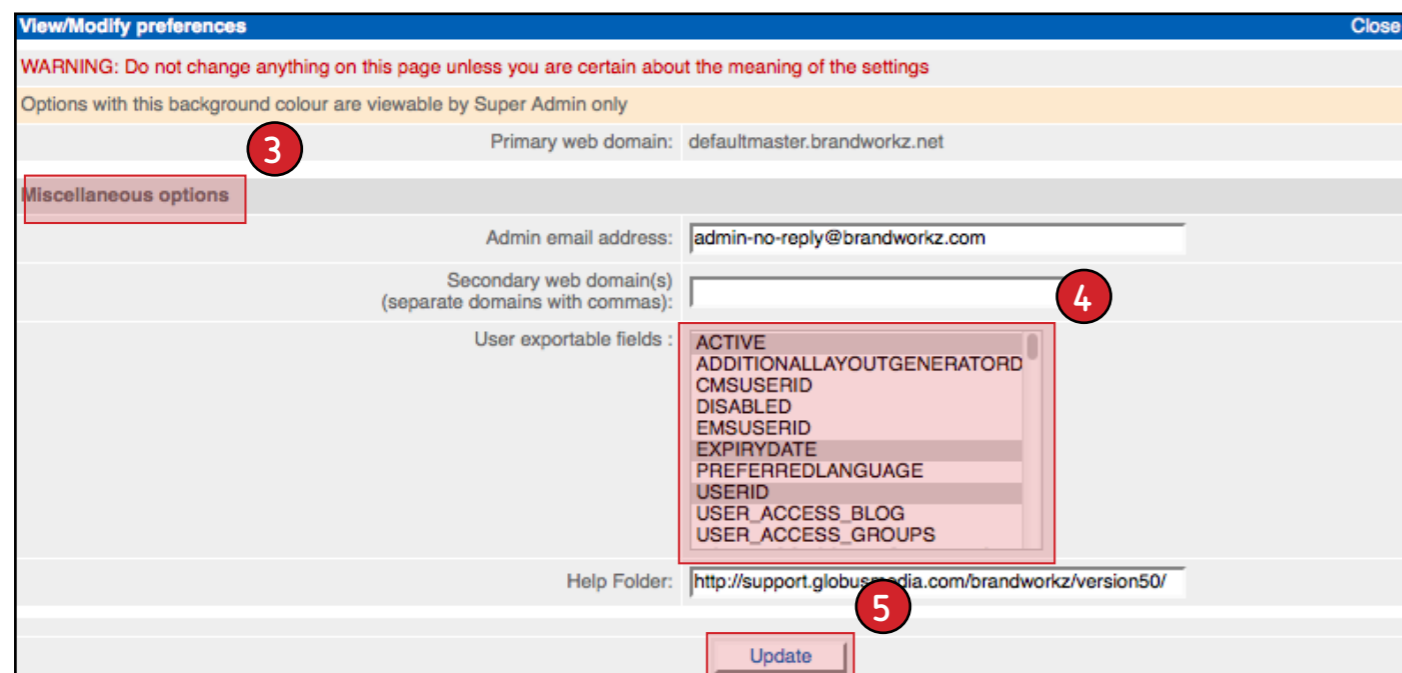 View/Modify preferences Close
WARNING: Do not change anything on this page unless you are certain about the meaning of the settings
Options with this background colour are viewable by Super Admin only
3
Primary web domain: defaultmaster.brandworkz.net
Miscellaneous options
Admin email address: admin-no-reply@brandworkz.com
Secondary web domain(s)
(separate domains with commas):
4
User exportable fields :
ACTIVE
ADDITIONALLAYOUTGENERATORD
CMSUSERID
DISABLED
EMSUSERID
EXPIRYDATE
PREFERREDLANGUAGE
USERID
USER_ACCESS_BLOG
USER_ACCESS_GROUPS
Help Folder: http://support.globusmedia.com/brandworkz/version50/
5
Update